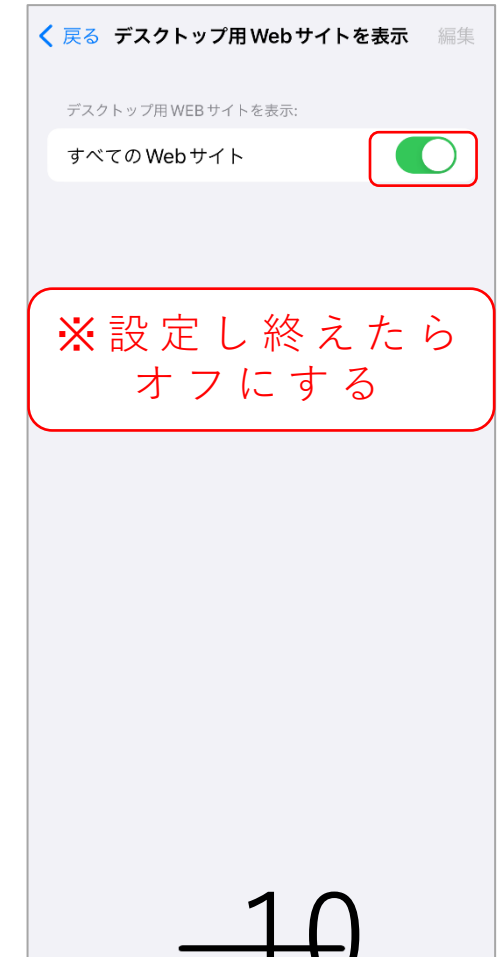 戻る デスクトップ用Webサイトを表示 編集
デスクトップ用WEBサイトを表示:
すべてのWebサイト
※設定し終えたら
オフにする
10